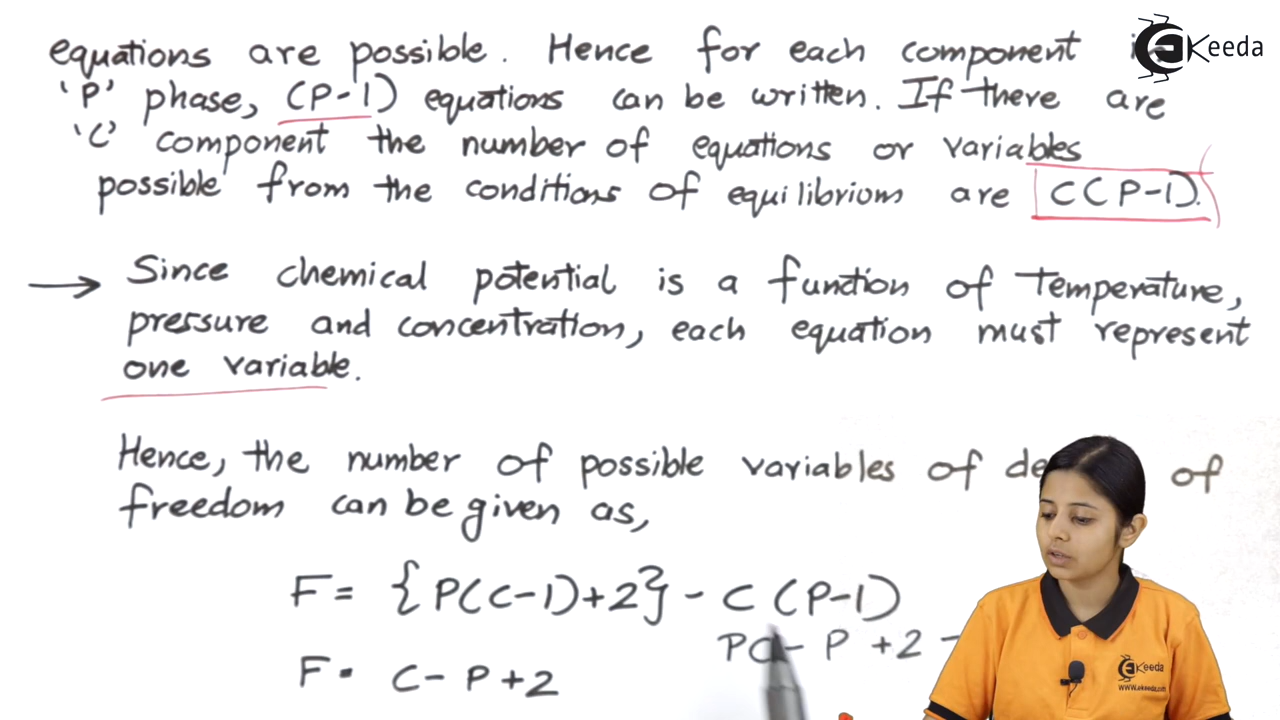 equations are possible. Hence for each component
'P' phase, (P-1) equations can be written. If there are
'C' component the number of equations or variables
possible from the conditions of equilibrium are C(P-1).
→ Since chemical potential is a function of Temperature,
pressure and concentration, each equation must represent
one variable.
Hence, the number of possible variables of of
freedom can be given as,
F = {P(C-1)+2} - C(P-1)
PC - P +2 -
F = C - P +2
eKeeda
eKeeda
www.ekeeda.com